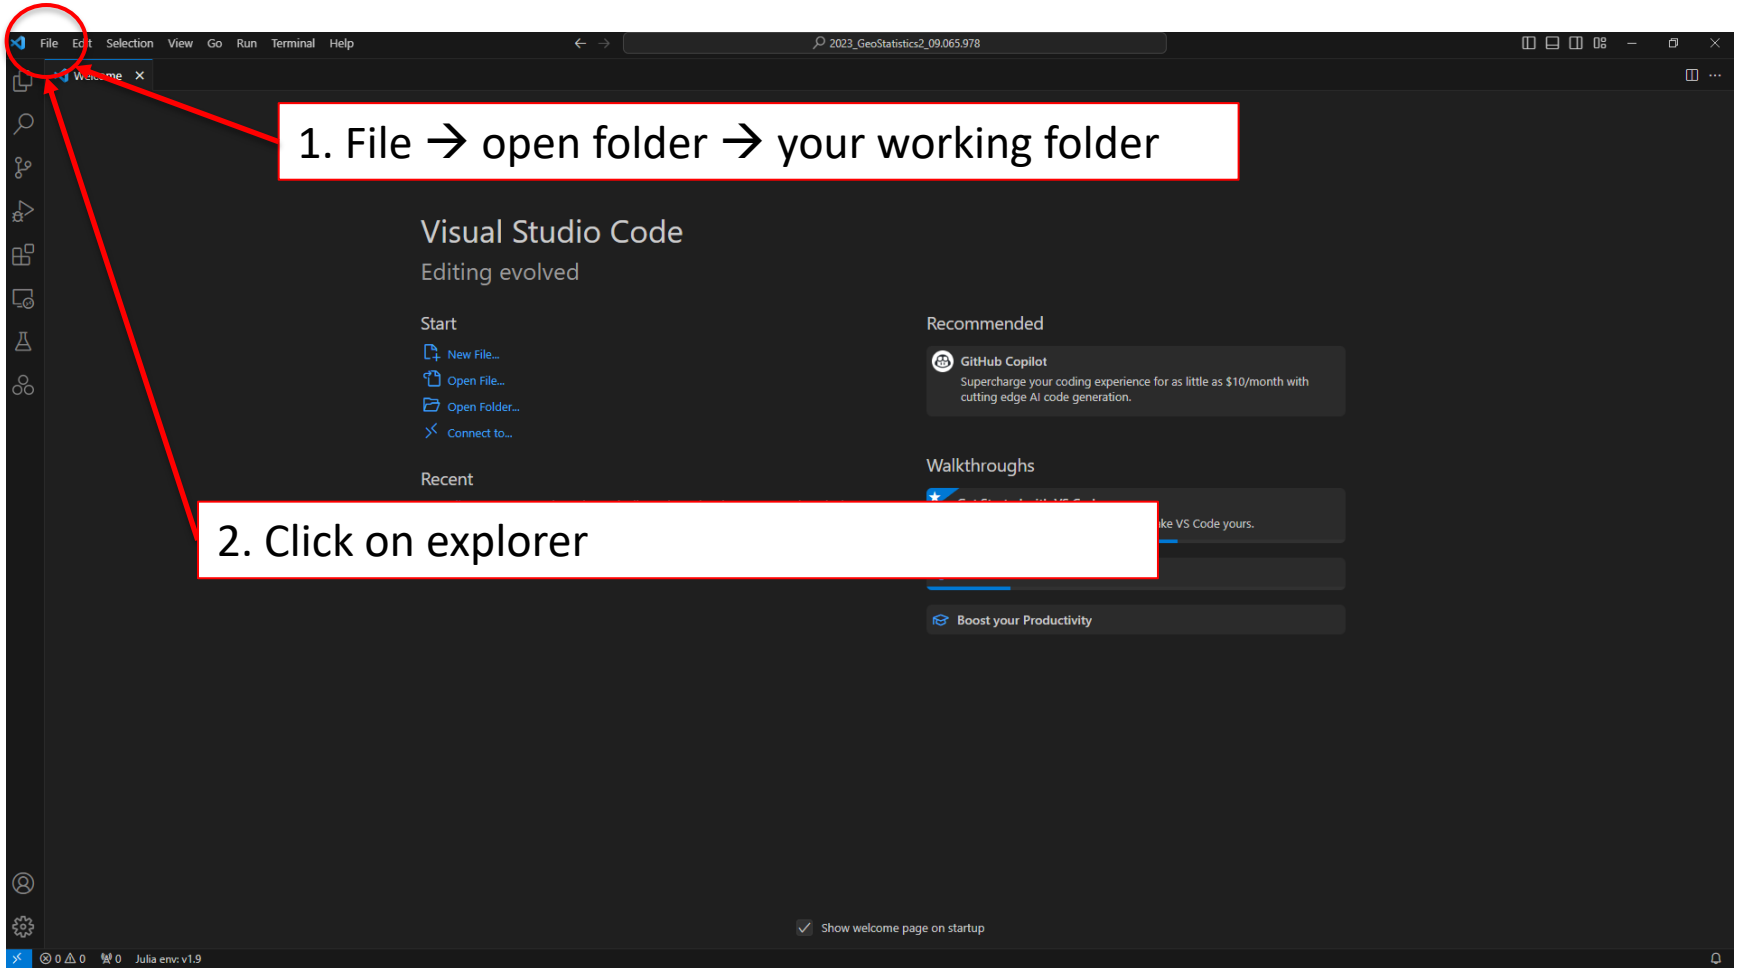 File Edit Selection View Go Run Terminal Help
2023_GeoStatistics2_09.065.978
Welcome
1. File → open folder → your working folder
Visual Studio Code
Editing evolved
Start
New File...
Open File...
Open Folder...
Connect to...
Recent
Recommended
GitHub Copilot
Supercharge your coding experience for as little as $10/month with
cutting edge AI code generation.
Walkthroughs
VS Code yours.
2. Click on explorer
Boost your Productivity
Show welcome page on startup
0 0 0 Julia env: v1.9